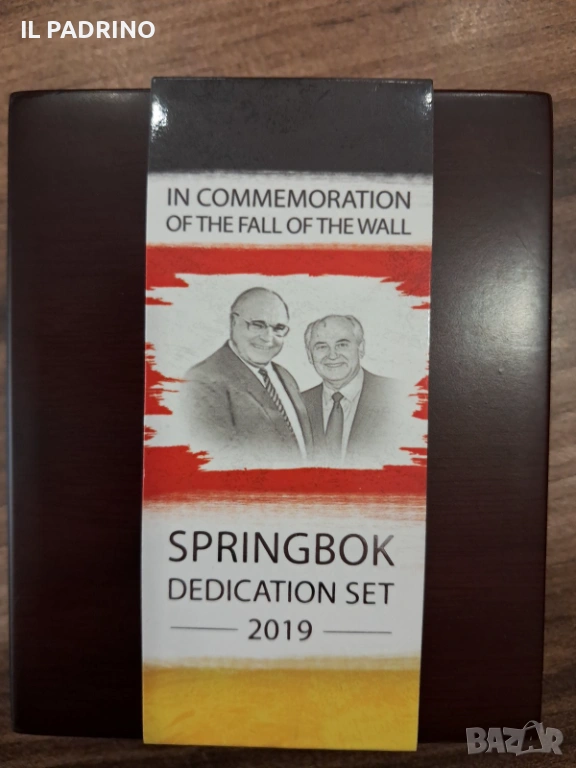 IL PADRINO
IN COMMEMORATION
OF THE FALL OF THE WALL
SPRINGBOK
DEDICATION SET
2019
BAZAR